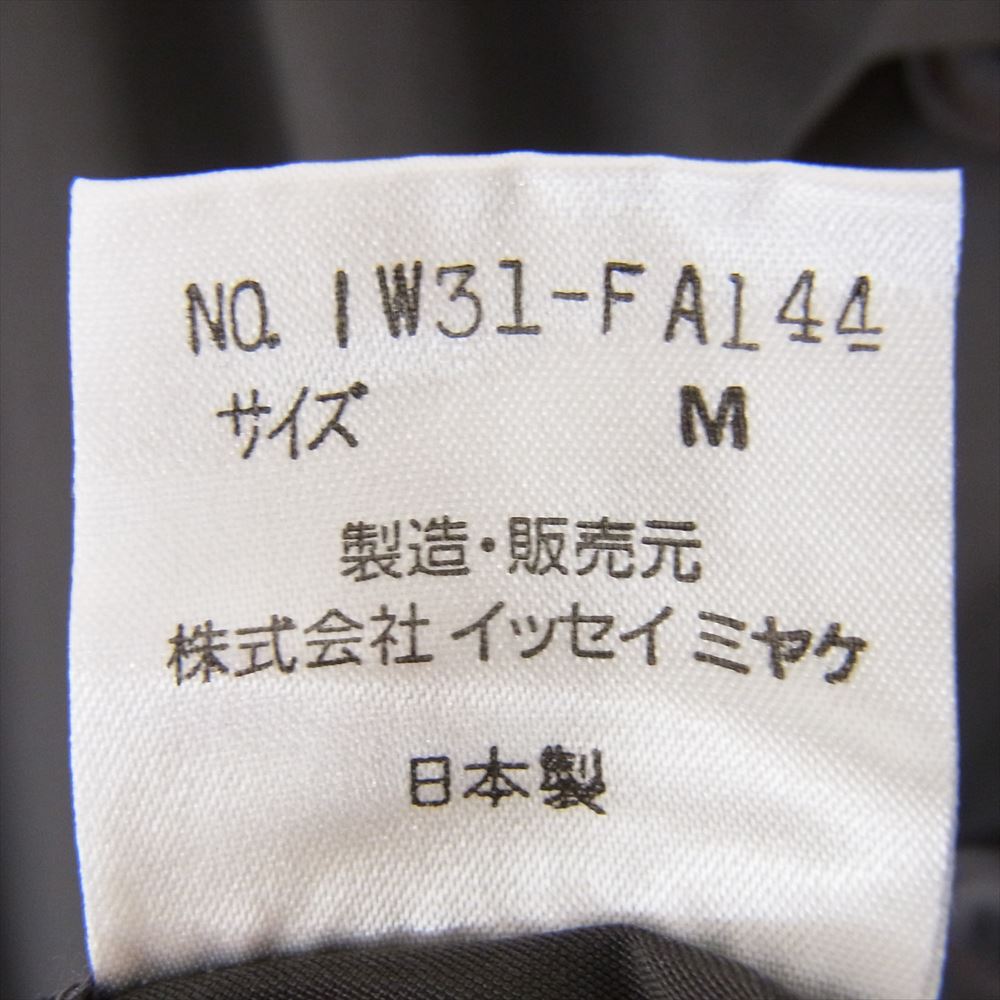 NO. IW31-FA144
サイズ M
製造・販売元
株式会社 イッセイ ミヤケ
日本製